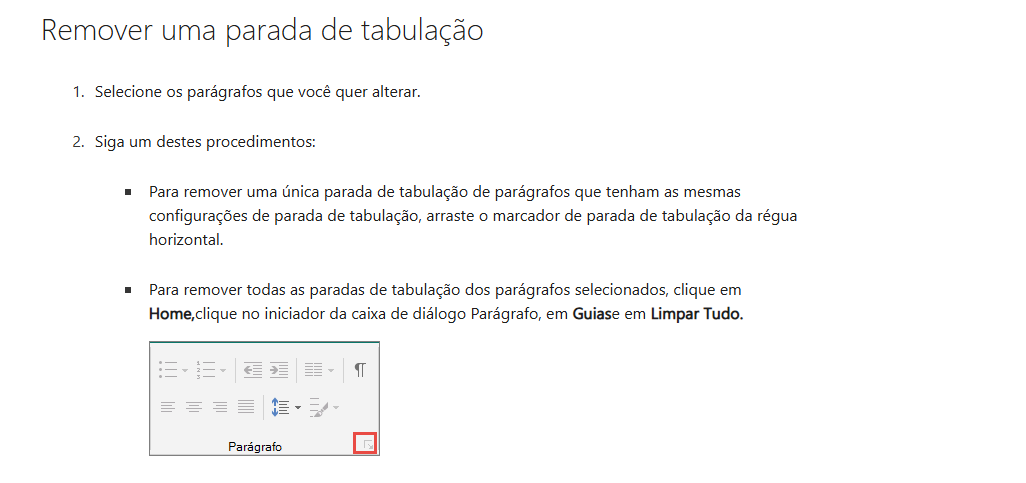 Remover uma parada de tabulação
1. Selecione os parágrafos que você quer alterar.
2. Siga um destes procedimentos:
▪ Para remover uma única parada de tabulação de parágrafos que tenham as mesmas
configurações de parada de tabulação, arraste o marcador de parada de tabulação da régua
horizontal.
▪ Para remover todas as paradas de tabulação dos parágrafos selecionados, clique em
Home,clique no iniciador da caixa de diálogo Parágrafo, em Guiase em Limpar Tudo.
Parágrafo